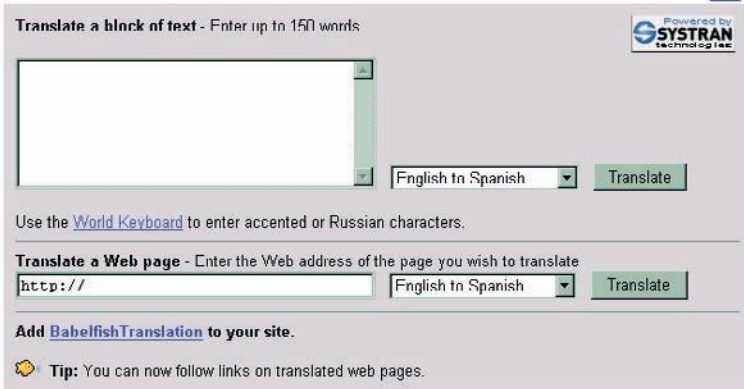 Translate a block of text - Enter up to 150 words
Powered by
SYSTRAN
technologies
English to Spanish
Translate
Use the World Keyboard to enter accented or Russian characters.
Translate a Web page - Enter the Web address of the page you wish to translate
http://
English to Spanish
Translate
Add BabelfishTranslation to your site.
Tip: You can now follow links on translated web pages.